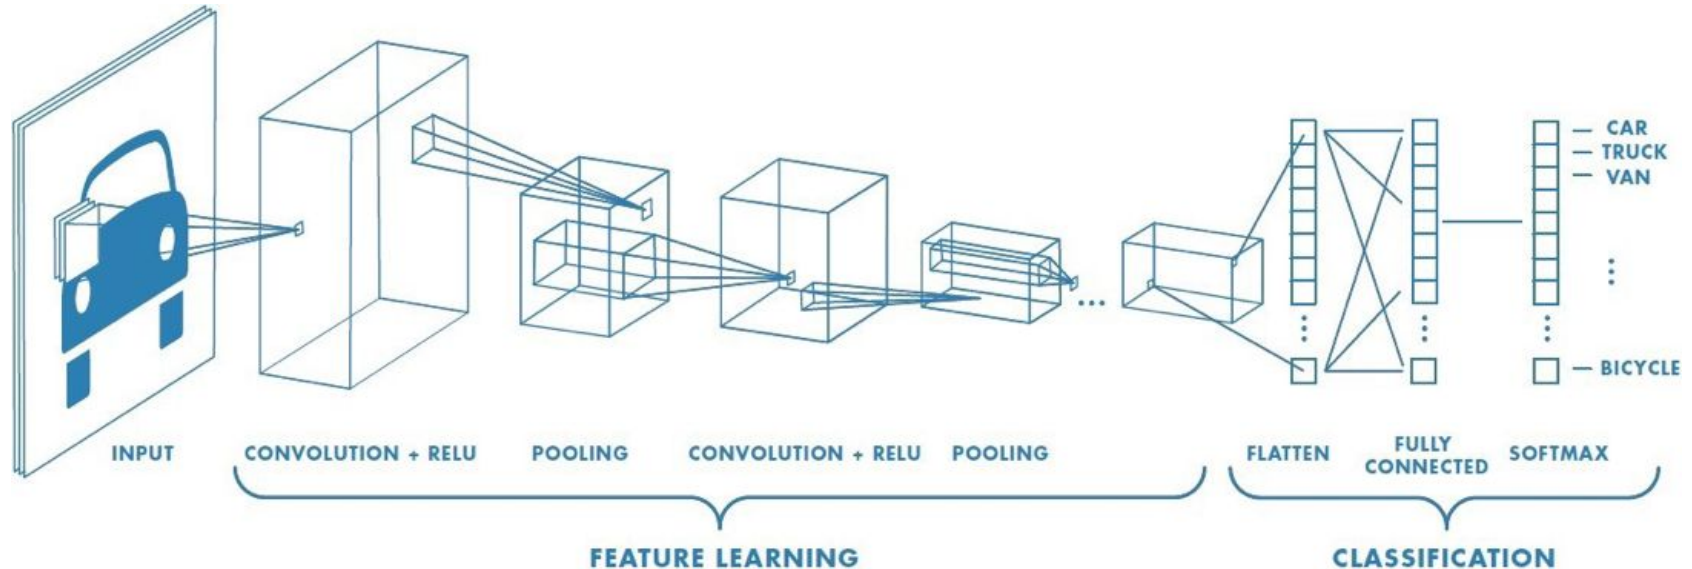 CAR
TRUCK
VAN
BICYCLE
INPUT
CONVOLUTION + RELU
POOLING
CONVOLUTION + RELU
POOLING
FLATTEN
FULLY
CONNECTED
SOFTMAX
FEATURE LEARNING
CLASSIFICATION